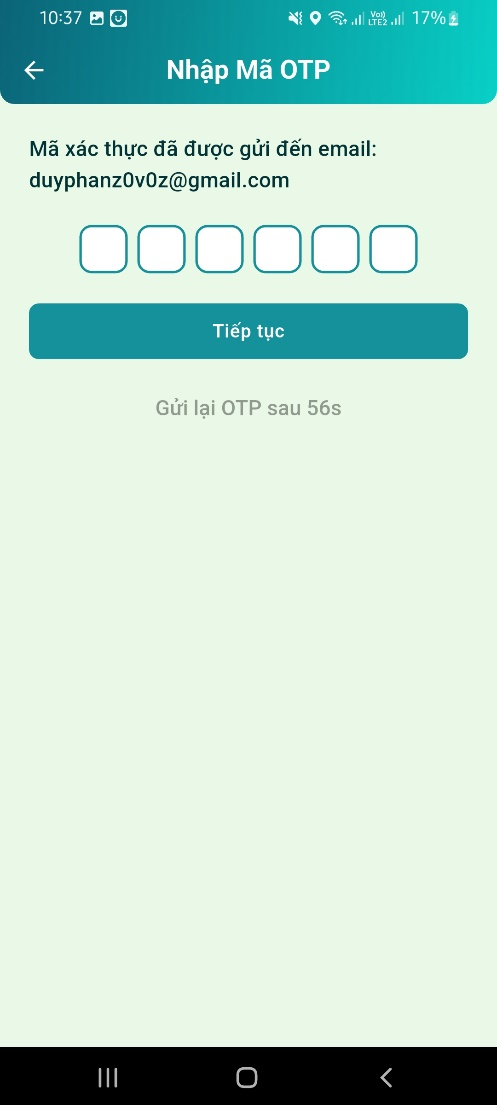 10:37
Vo)) LTE2
17%
Nhập Mã OTP
Mã xác thực đã được gửi đến email:
duyphanz0v0z@gmail.com
Tiếp tục
Gửi lại OTP sau 56s